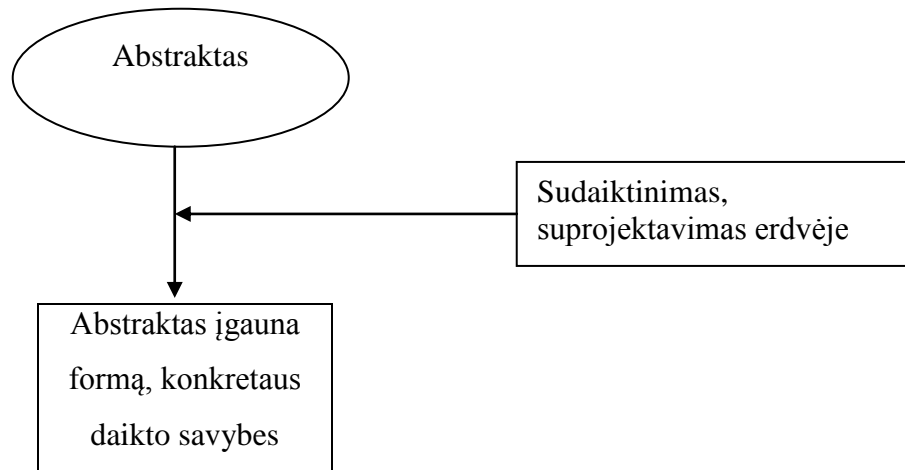 Abstraktas
Sudaiktinimas,
suprojektavimas erdvėje
Abstraktas įgauna
formą, konkretaus
daikto savybes